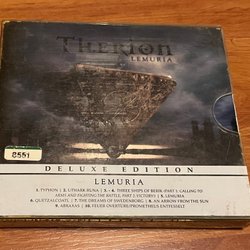 THERION
LEMURIA
8551
DELUXE EDITION
LEMURIA
1. TYPHON | 2. UTHARK RUNA | 3. - 4. THREE SHIPS OF BERIK (PART 1: CALLING TO
ARMS AND FIGHTING THE BATTLE, PART 2: VICTORY) | 5. LEMURIA
6. QUETZALCOATL | 7. THE DREAMS OF SWEDENBORG | 8. AN ARROW FROM THE SUN
9. ABRAXAS | 10. FEUER OVERTURE/PROMETHEUS ENTFESSELT